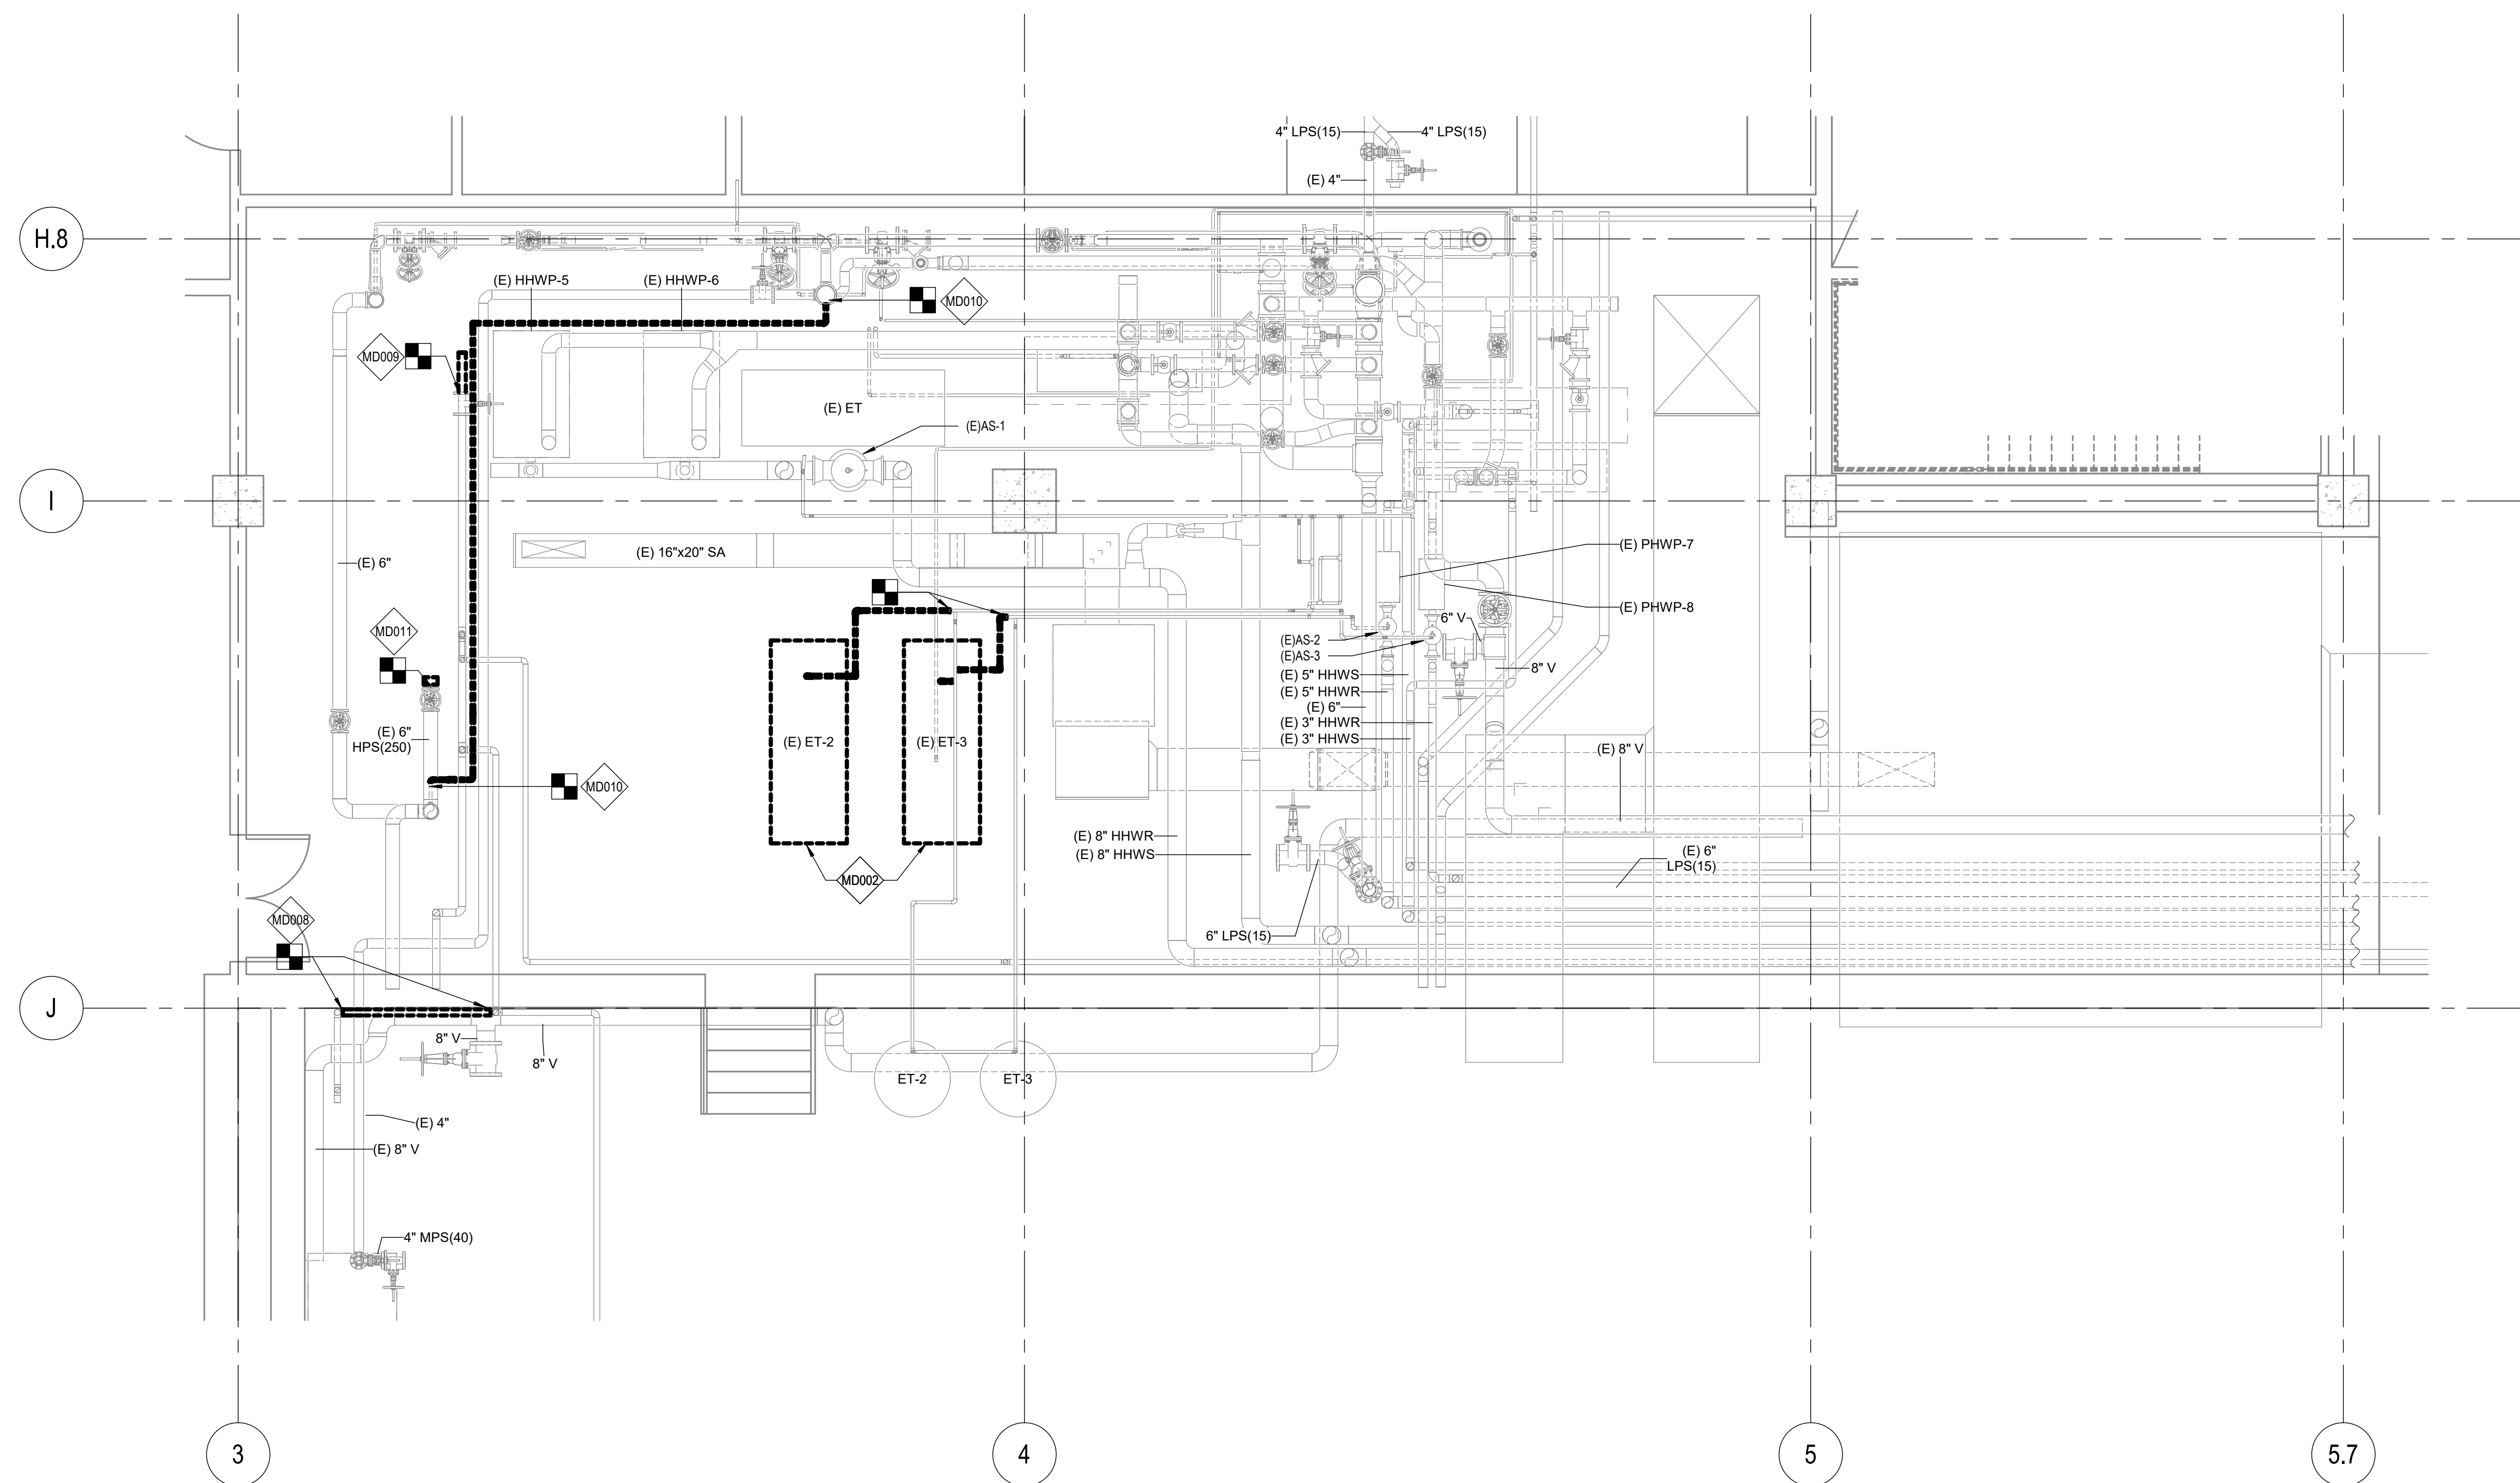 4" LPS(15)
4" LPS(15)
(E) 4"
H.8
(E) HHWP-5
(E) HHWP-6
MD010
MD009
(E) ET
(E)AS-1
I
(E) 16"x20" SA
(E) PHWP-7
(E) 6"
(E) PHWP-8
6" V
MD011
(E)AS-2
(E)AS-3
8" V
(E) 5" HHWS
(E) 5" HHWR
(E) 6"
(E) 3" HHWR
(E) 3" HHWS
(E) 6"
HPS(250)
(E) ET-2
(E) ET-3
(E) 8" V
MD010
(E) 8" HHWR
(E) 8" HHWS
(E) 6"
LPS(15)
MD002
MD008
6" LPS(15)
J
8" V
8" V
ET-2
ET-3
(E) 4"
(E) 8" V
4" MPS(40)
3
4
5
5.7